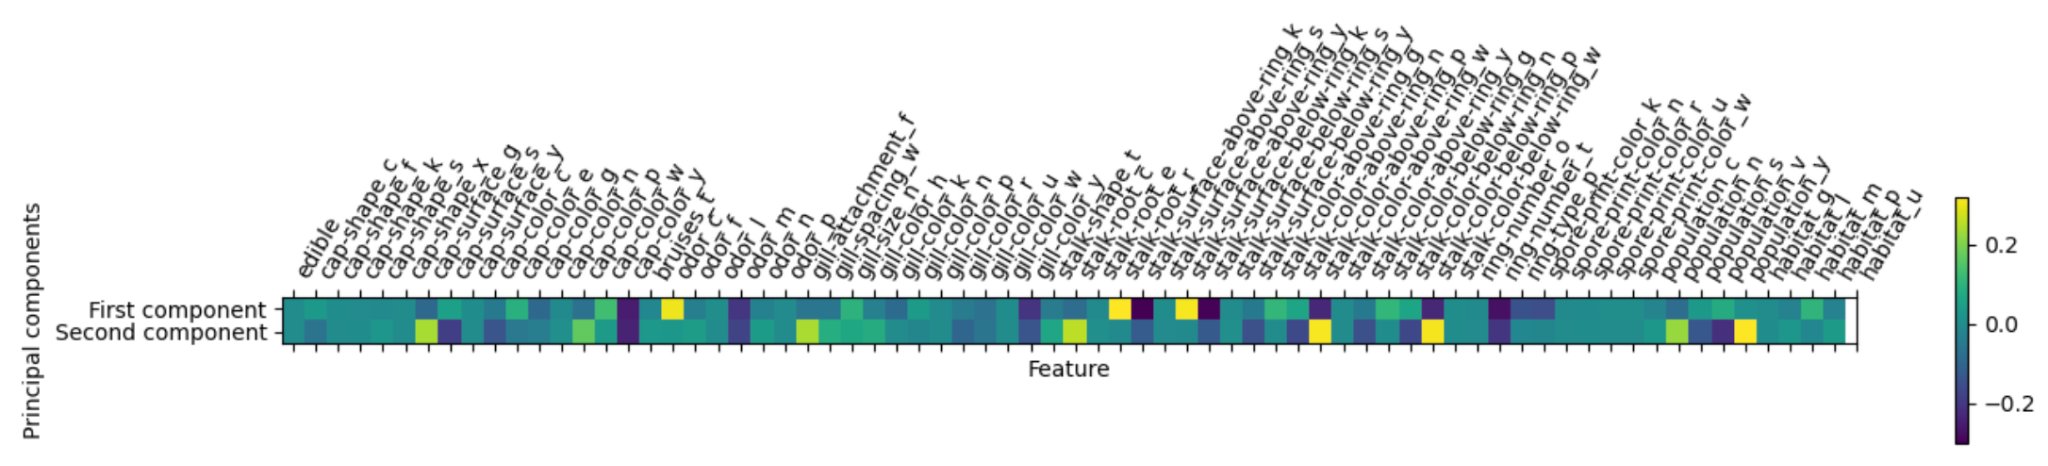 edible
cap-shape_c
cap-shape_f
cap-shape_k
cap-shape_s
cap-shape_x
cap-surface_g
cap-surface_s
cap-surface_y
cap-color_c
cap-color_e
cap-color_g
cap-color_n
cap-color_p
cap-color_w
cap-color_y
bruises_t
odor_c
odor_f
odor_l
odor_m
odor_n
odor_p
gill-attachment_f
gill-spacing_w
gill-size_n
gill-color_h
gill-color_k
gill-color_n
gill-color_p
gill-color_r
gill-color_u
gill-color_w
gill-color_y
stalk-shape_t
stalk-root_c
stalk-root_e
stalk-root_r
stalk-surface-above-ring_k
stalk-surface-above-ring_s
stalk-surface-above-ring_y
stalk-surface-below-ring_k
stalk-surface-below-ring_s
stalk-surface-below-ring_y
stalk-color-above-ring_g
stalk-color-above-ring_n
stalk-color-above-ring_p
stalk-color-above-ring_w
stalk-color-above-ring_y
stalk-color-below-ring_g
stalk-color-below-ring_n
stalk-color-below-ring_p
stalk-color-below-ring_w
ring-number_o
ring-number_t
ring-type_p
spore-print-color_k
spore-print-color_n
spore-print-color_r
spore-print-color_u
spore-print-color_w
population_c
population_n
population_s
population_v
population_y
habitat_g
habitat_l
habitat_m
habitat_p
habitat_u
Principal components
First component
Second component
Feature
0.2
0.0
−0.2